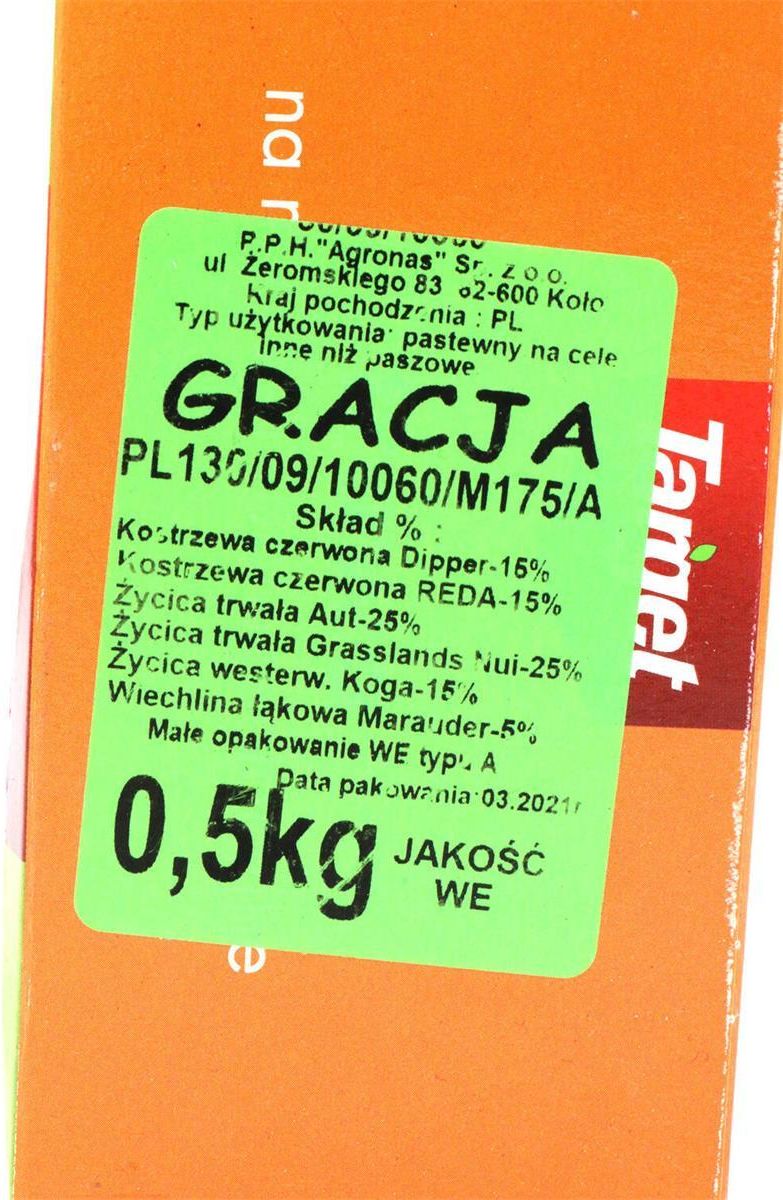 na
P.P.H."Agronas" Sp. z o.o.
ul Żeromskiego 83 62-600 Koło
Kraj pochodzenia : PL
Typ użytkowania: pastewny na cele
inne niż paszowe
GRACJA
PL130/09/10060/M175/A
Skład % :
Kostrzewa czerwona Dipper-15%
Kostrzewa czerwona REDA-15%
Życica trwała Aut-25%
Życica trwała Grasslands Nui-25%
Życica westerw. Koga-15%
Wiechlina łąkowa Marauder-5%
Małe opakowanie WE typu A
Data pakowania:03.2021r
0,5kg
JAKOŚĆ
WE
Tarnet